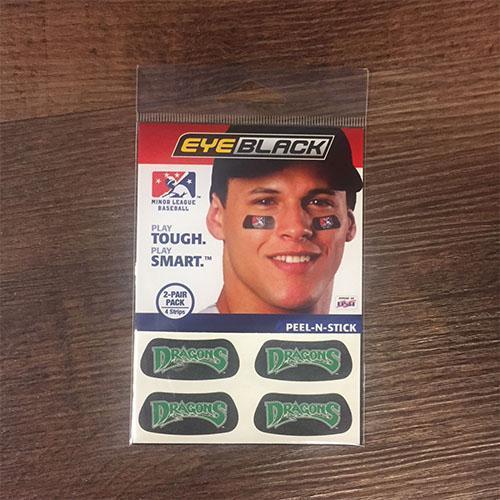 EYEBLACK
MINOR LEAGUE
BASEBALL
PLAY
TOUGH.
PLAY
SMART.™
2-PAIR
PACK
4 Strips
PEEL-N-STICK
DRAGONS
DRAGONS
DRAGONS
DRAGONS